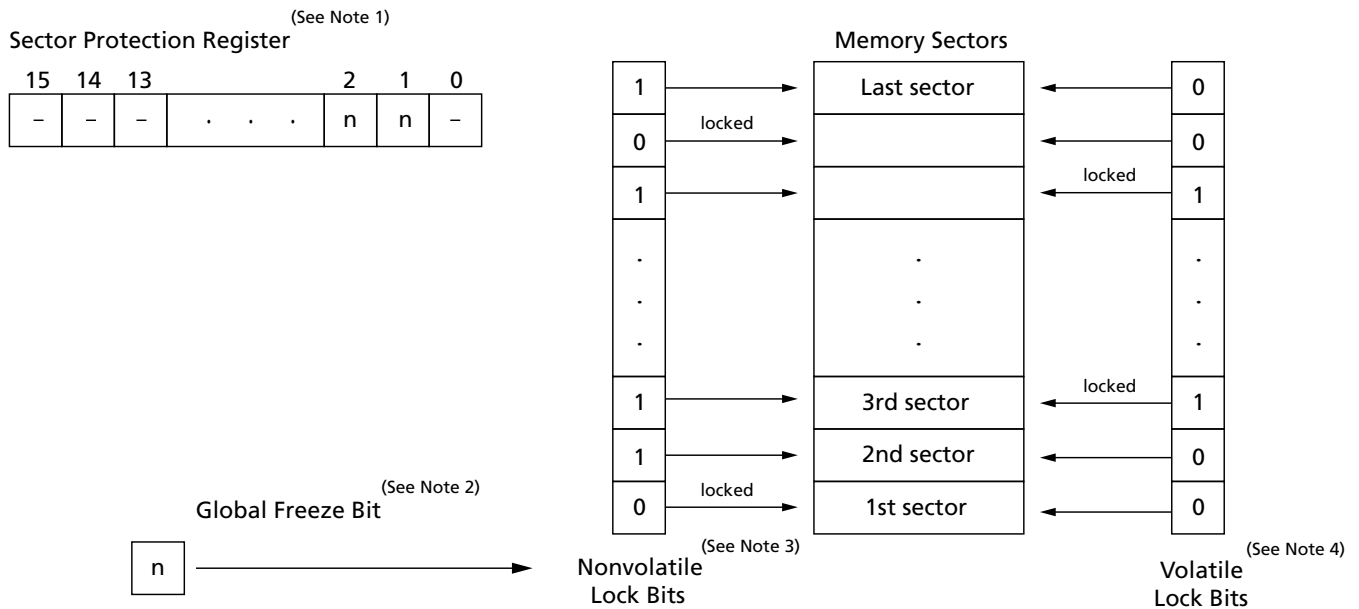 (See Note 1)
Sector Protection Register
15 14 13 2 1 0
– – – . . . n n –
Memory Sectors
1 Last sector 0
0 locked 0
1 locked 1
. . .
. . .
. . .
1 3rd sector locked 1
1 2nd sector 0
0 locked 1st sector 0
Global Freeze Bit (See Note 2)
n
Nonvolatile
Lock Bits
(See Note 3)
Volatile
Lock Bits
(See Note 4)